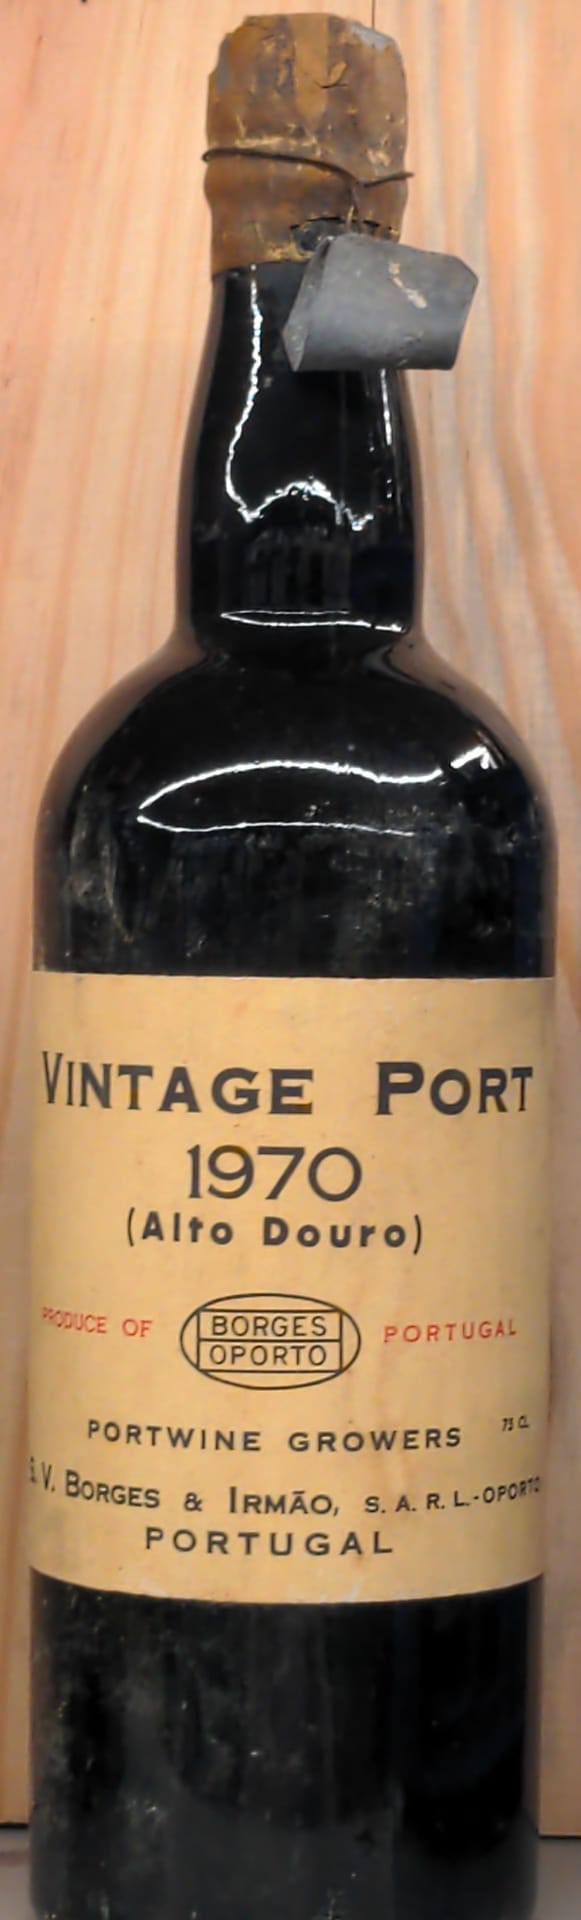 VINTAGE PORT
1970
(Alto Douro)
PRODUCE OF BORGES OPORTO PORTUGAL
PORTWINE GROWERS 75 CL.
S. V. BORGES & IRMÃO, S. A. R. L.-OPORTO
PORTUGAL